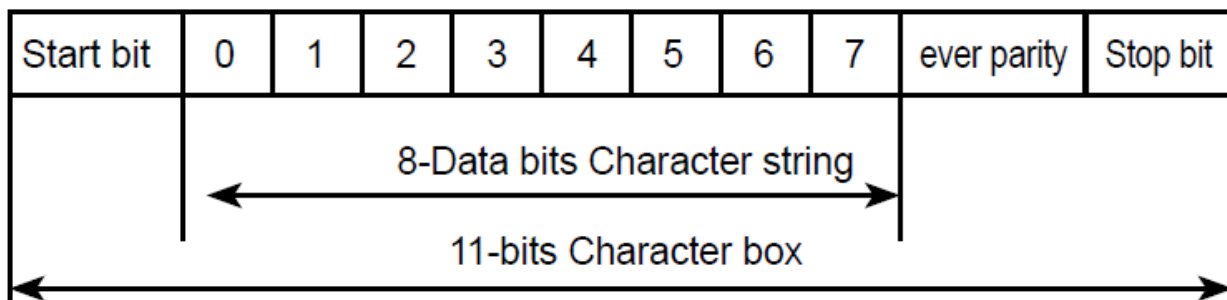 Start bit 0 1 2 3 4 5 6 7 ever parity Stop bit
8-Data bits Character string
11-bits Character box